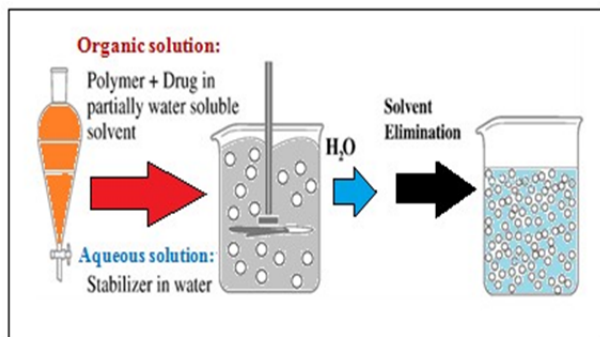 Organic solution:
Polymer + Drug in
partially water soluble
solvent
Aqueous solution:
Stabilizer in water
H₂O
Solvent
Elimination